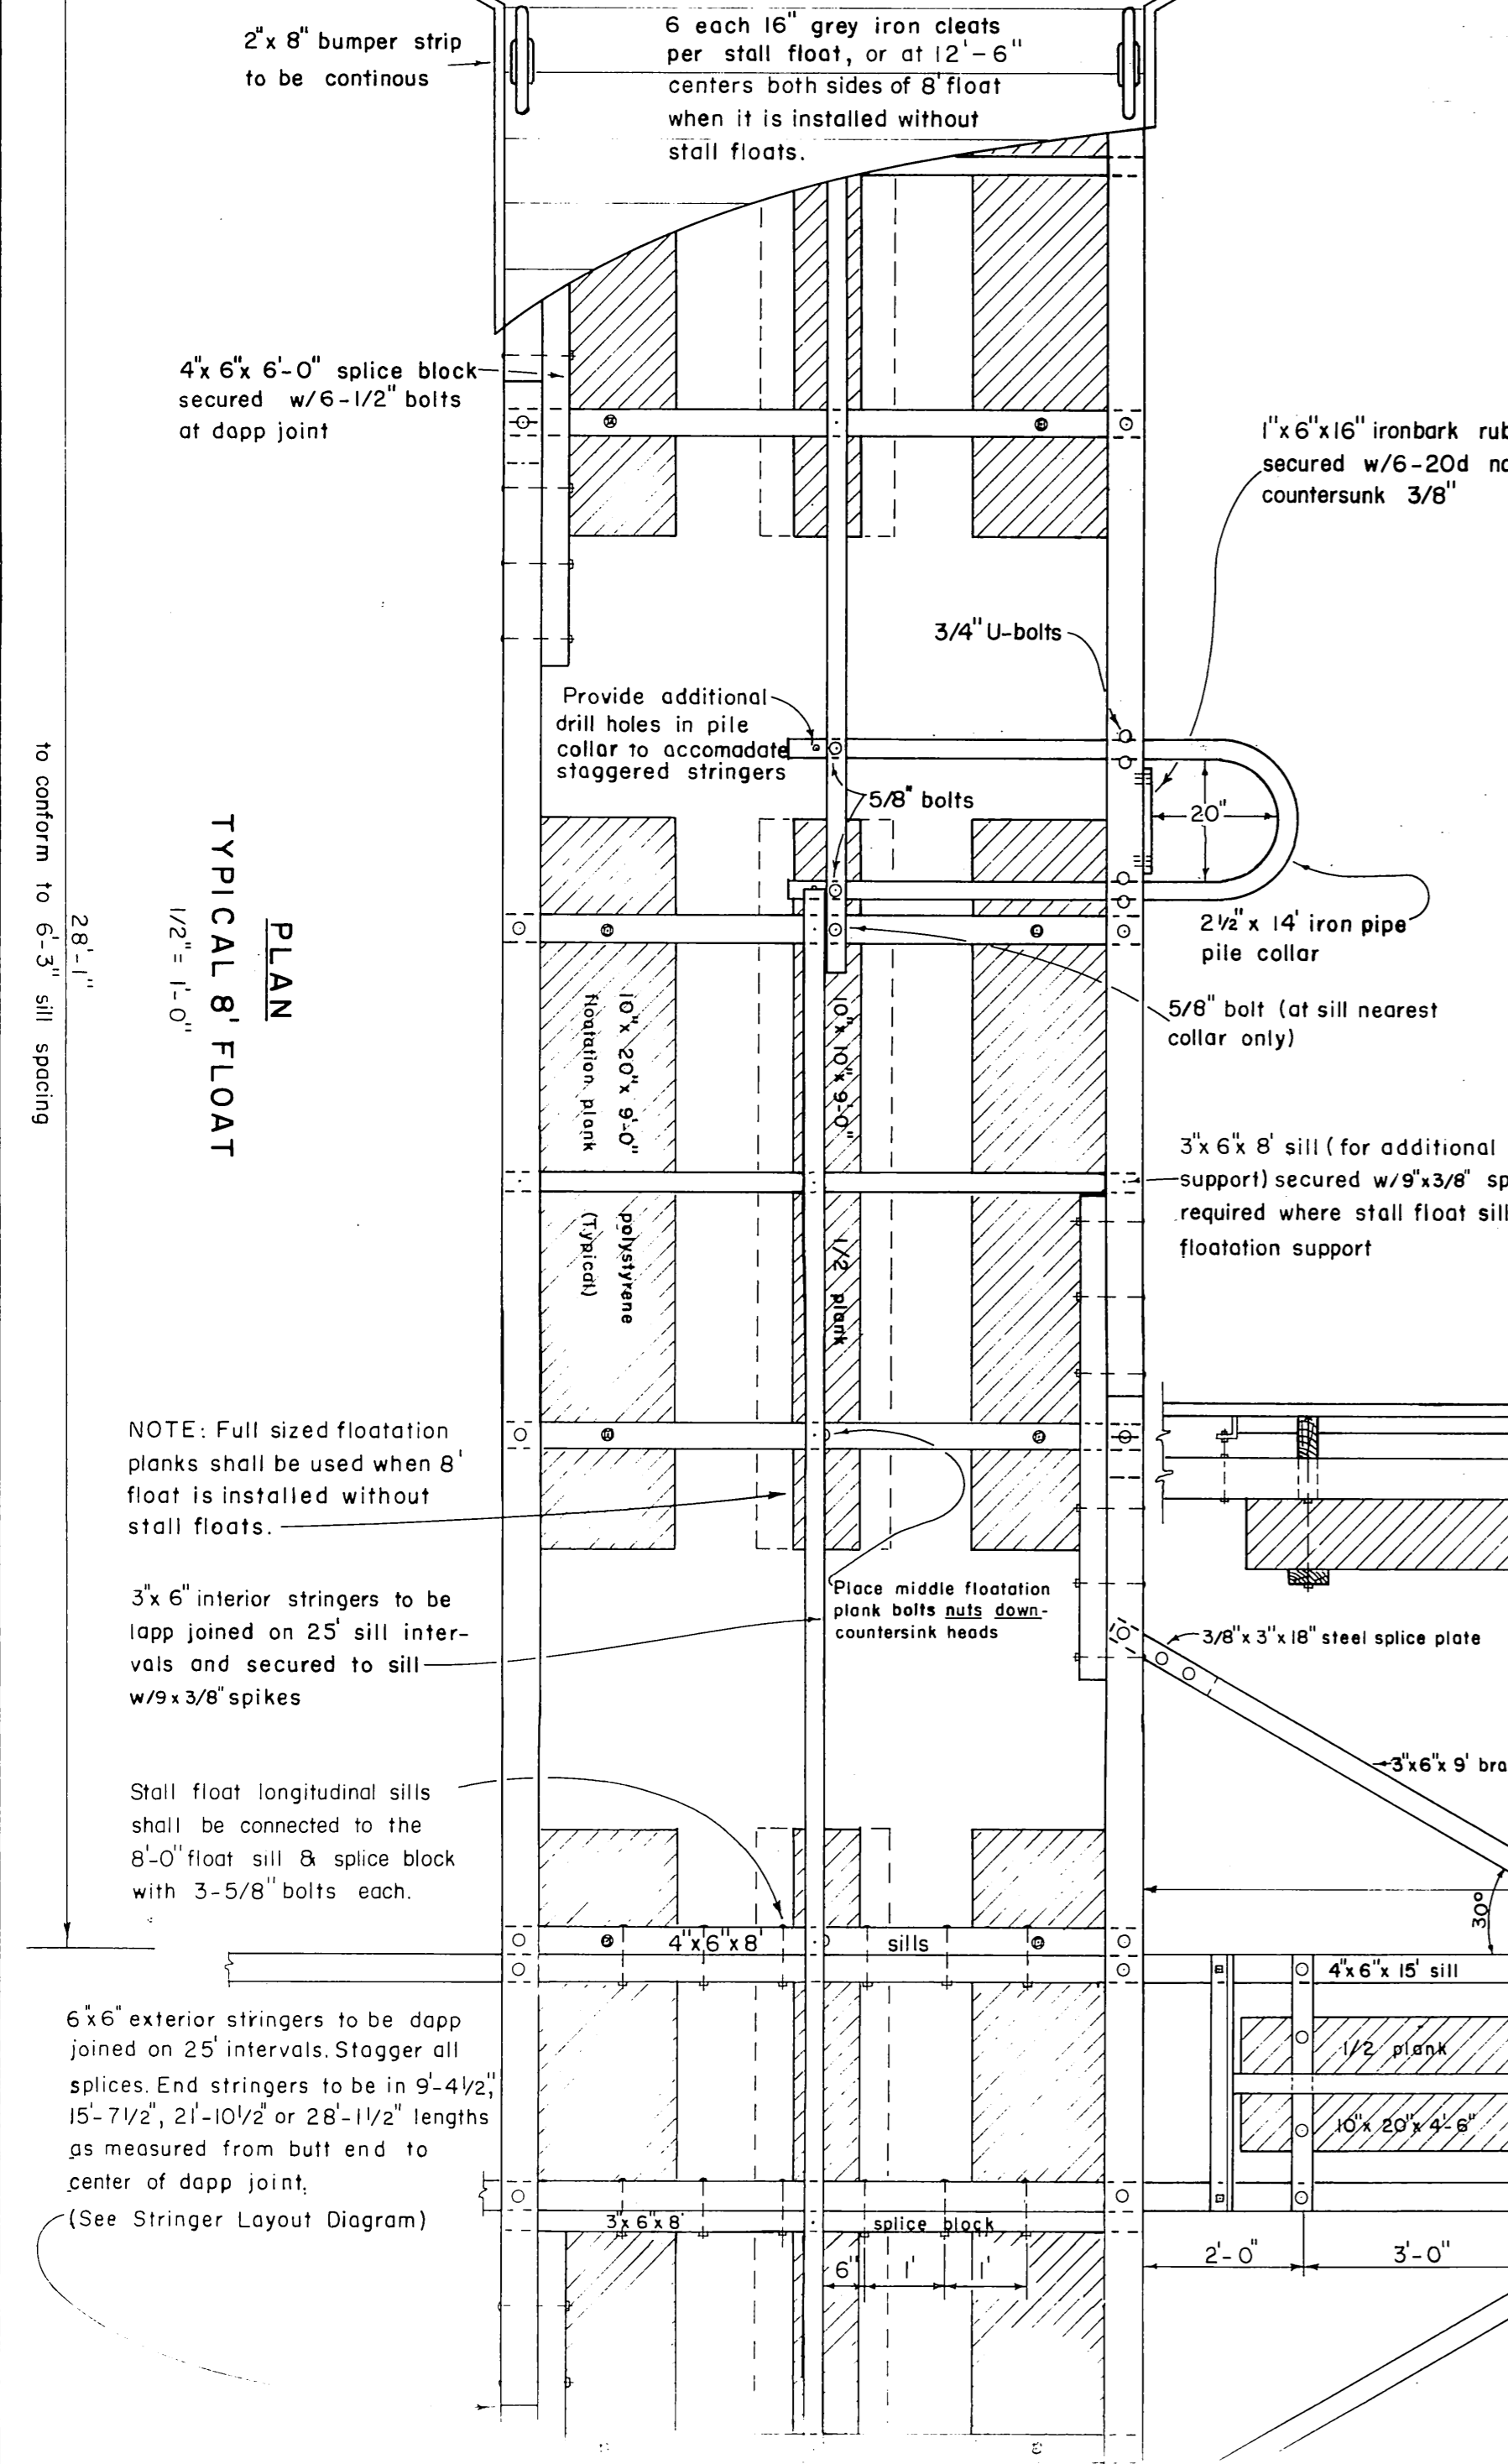 2"x 8" bumper strip
to be continous
6 each 16" grey iron cleats
per stall float, or at 12'-6"
centers both sides of 8' float
when it is installed without
stall floats.
4"x 6"x 6'-0" splice block
secured w/6-1/2" bolts
at dapp joint
1"x 6"x16" ironbark rub
secured w/6-20d
countersunk 3/8"
3/4" U-bolts
Provide additional
drill holes in pile
collar to accomadate
staggered stringers
5/8" bolts
20"
2 1/2" x 14' iron pipe
pile collar
5/8" bolt (at sill nearest
collar only)
PLAN
TYPICAL 8' FLOAT
1/2" = 1'-0"
28'-1"
to conform to 6'-3" sill spacing
10"x 20"x 9'-0"
floatation plank
polystyrene
(Typical)
10"x 10"x 9'-0"
1/2 plank
3"x 6"x 8' sill (for additional
support) secured w/9"x3/8" sp
required where stall float sill
floatation support
NOTE: Full sized floatation
planks shall be used when 8'
float is installed without
stall floats.
3"x 6" interior stringers to be
lapp joined on 25' sill inter-
vals and secured to sill
w/9 x 3/8" spikes
Place middle floatation
plank bolts nuts down-
countersink heads
3/8"x 3"x18" steel splice plate
3"x6"x 9' bra
Stall float longitudinal sills
shall be connected to the
8'-0" float sill & splice block
with 3-5/8" bolts each.
30°
4"x 6"x 8' sills
4"x 6"x 15' sill
1/2 plank
10"x 20"x 4'-6"
6"x6" exterior stringers to be dapp
joined on 25' intervals. Stagger all
splices. End stringers to be in 9'-4 1/2",
15'-7 1/2", 21'-10 1/2" or 28'-1 1/2" lengths
as measured from butt end to
center of dapp joint.
(See Stringer Layout Diagram)
3"x 6"x 8' splice block
6" 1' 1'
2'-0" 3'-0"